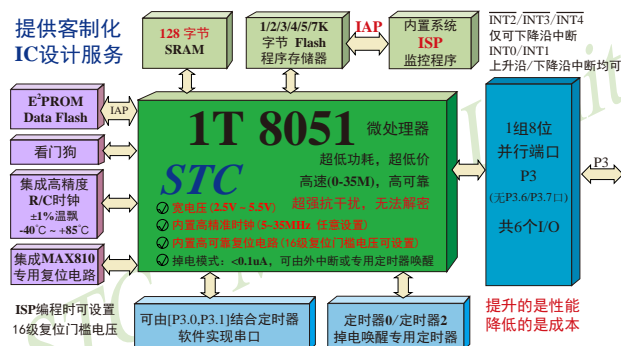 提供客制化
IC设计服务
128 字节
SRAM
1/2/3/4/5/7K
字节 Flash
程序存储器
IAP
内置系统
ISP
监控程序
INT2/INT3/INT4
仅可下降沿中断
INT0/INT1
上升沿/下降沿中断均可
E²PROM
Data Flash
IAP
看门狗
集成高精度
R/C时钟
±1%温飘
-40℃ ~ +85℃
集成MAX810
专用复位电路
ISP编程时可设置
16级复位门槛电压
1T 8051 微处理器
STC
超低功耗，超低价
高速(0-35M)，高可靠
超强抗干扰，无法解密
宽电压(2.5V ~ 5.5V)
内置高精准时钟(5~35MHz 任意设置)
内置高可靠复位电路(16级复位门槛电压可设置)
掉电模式：<0.1uA，可由外中断或专用定时器唤醒
1组8位
并行端口
P3
(无P3.6/P3.7口)
共6个I/O
P3
可由[P3.0,P3.1]结合定时器
软件实现串口
定时器0/定时器2
掉电唤醒专用定时器
提升的是性能
降低的是成本